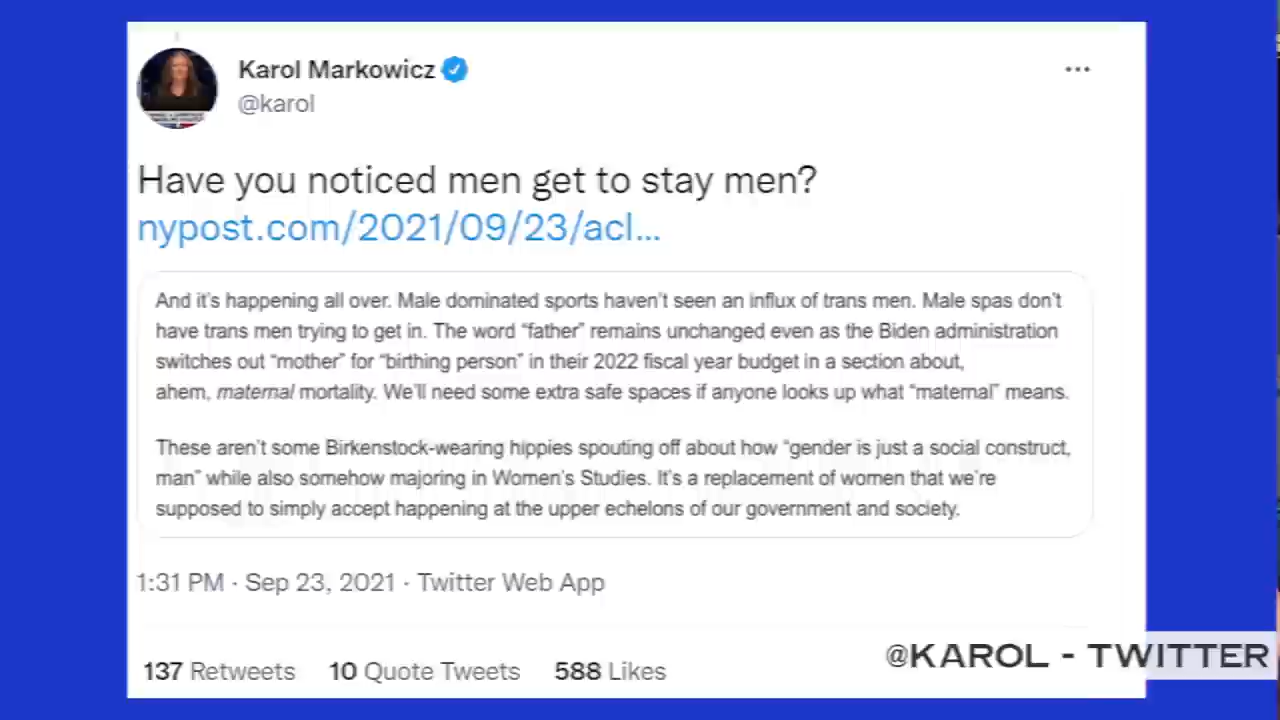 Karol Markowicz
@karol
Have you noticed men get to stay men?
nypost.com/2021/09/23/acl...
And it's happening all over. Male dominated sports haven't seen an influx of trans men. Male spas don't
have trans men trying to get in. The word “father” remains unchanged even as the Biden administration
switches out “mother” for “birthing person” in their 2022 fiscal year budget in a section about,
ahem, maternal mortality. We'll need some extra safe spaces if anyone looks up what “maternal” means.
These aren't some Birkenstock-wearing hippies spouting off about how “gender is just a social construct,
man” while also somehow majoring in Women's Studies. It's a replacement of women that we're
supposed to simply accept happening at the upper echelons of our government and society.
1:31 PM · Sep 23, 2021 · Twitter Web App
137 Retweets 10 Quote Tweets 588 Likes
@KAROL - TWITTER